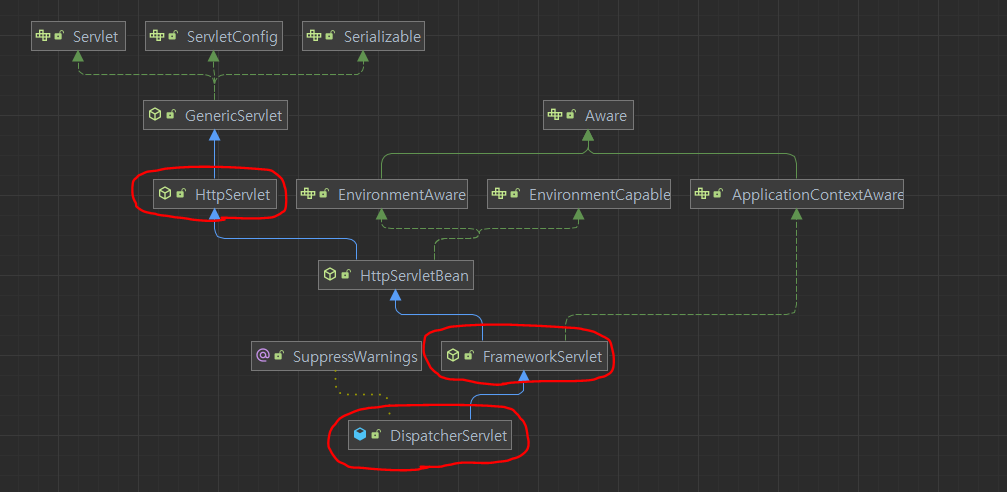 Servlet
ServletConfig
Serializable
GenericServlet
Aware
HttpServlet
EnvironmentAware
EnvironmentCapable
ApplicationContextAware
HttpServletBean
@ SuppressWarnings
FrameworkServlet
DispatcherServlet